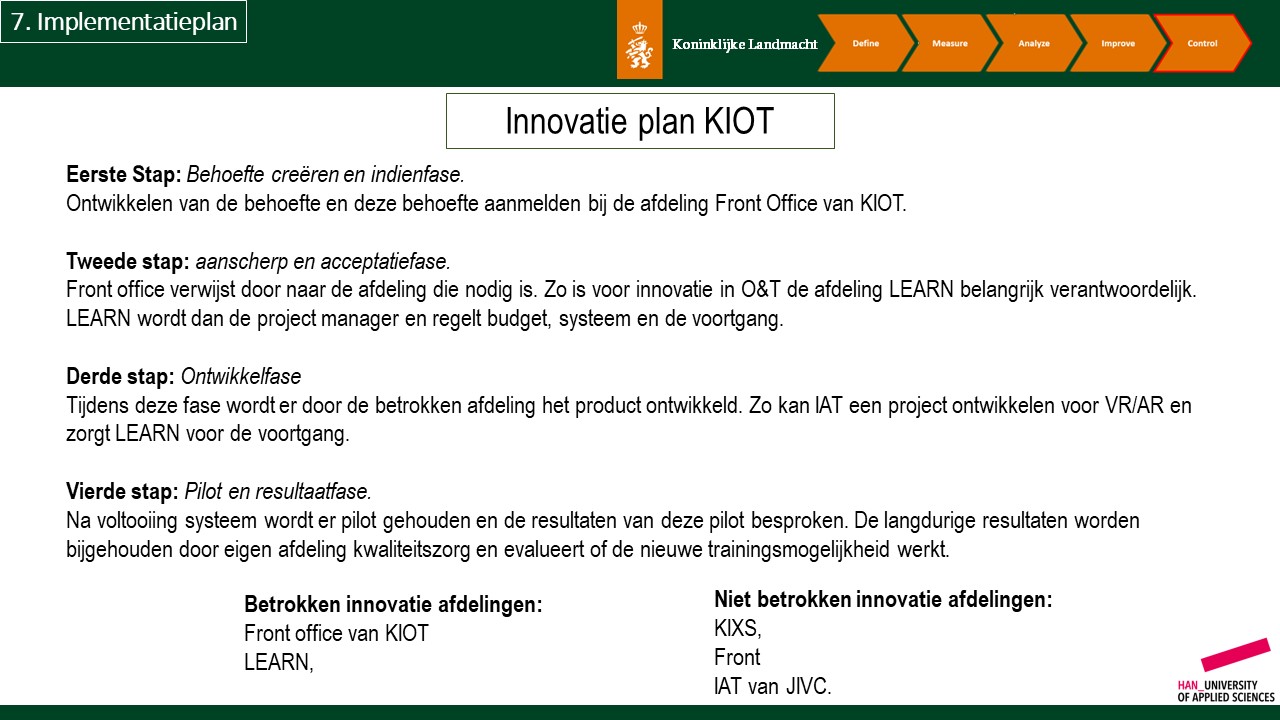 7. Implementatieplan
Koninklijke Landmacht
Define
Measure
Analyze
Improve
Control
Innovatie plan KIOT
Eerste Stap: Behoefte creëren en indienfase.
Ontwikkelen van de behoefte en deze behoefte aanmelden bij de afdeling Front Office van KIOT.
Tweede stap: aanscherp en acceptatiefase.
Front office verwijst door naar de afdeling die nodig is. Zo is voor innovatie in O&T de afdeling LEARN belangrijk verantwoordelijk.
LEARN wordt dan de project manager en regelt budget, systeem en de voortgang.
Derde stap: Ontwikkelfase
Tijdens deze fase wordt er door de betrokken afdeling het product ontwikkeld. Zo kan IAT een project ontwikkelen voor VR/AR en
zorgt LEARN voor de voortgang.
Vierde stap: Pilot en resultaatfase.
Na voltooiing systeem wordt er pilot gehouden en de resultaten van deze pilot besproken. De langdurige resultaten worden
bijgehouden door eigen afdeling kwaliteitszorg en evalueert of de nieuwe trainingsmogelijkheid werkt.
Betrokken innovatie afdelingen:
Front office van KIOT
LEARN,
Niet betrokken innovatie afdelingen:
KIXS,
Front
IAT van JIVC.
HAN_UNIVERSITY
OF APPLIED SCIENCES